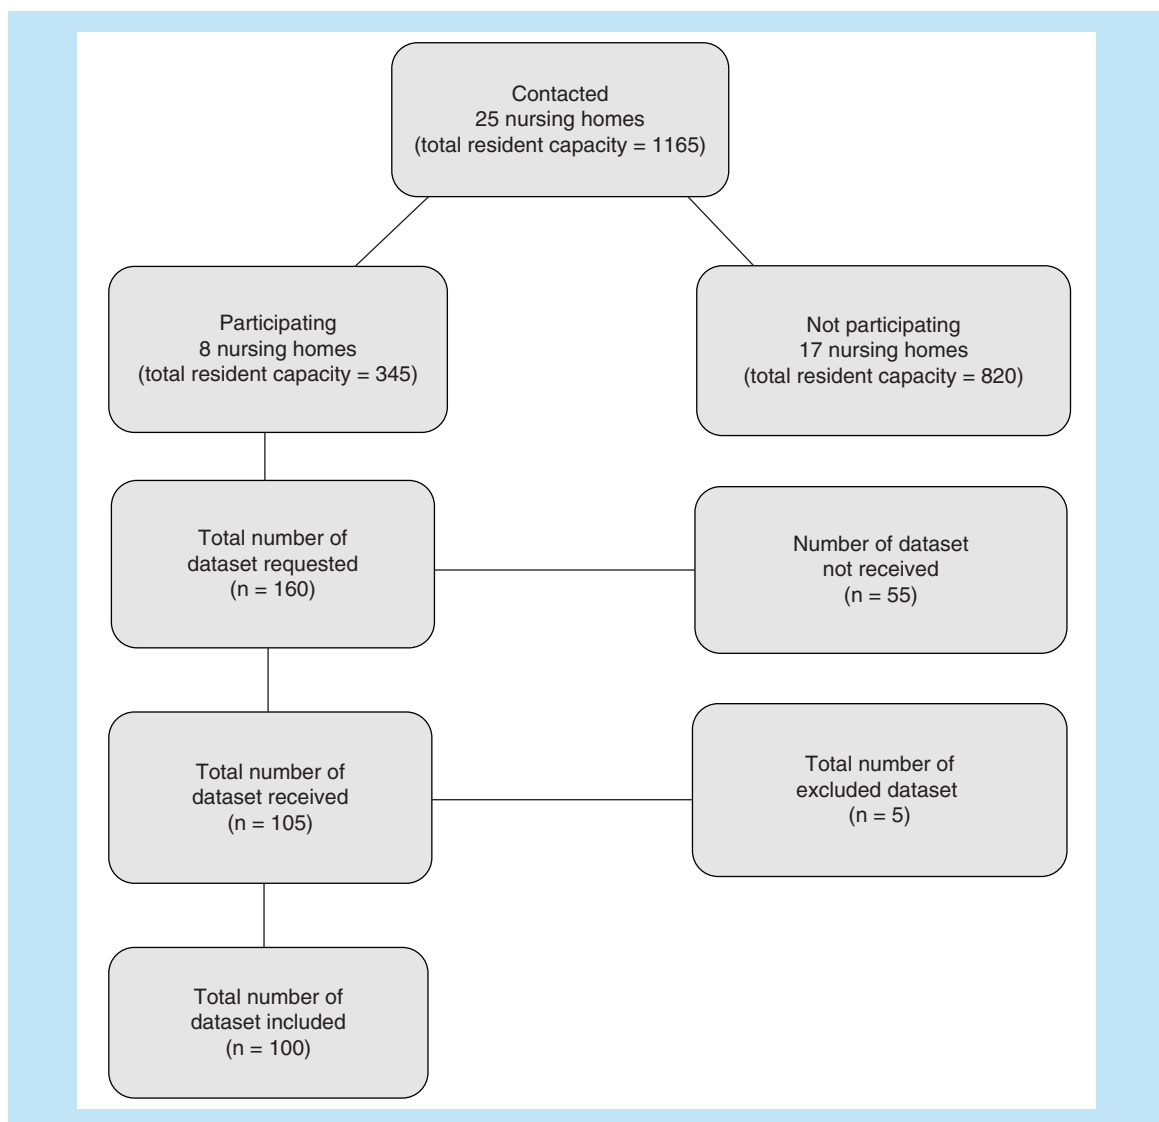 Contacted
25 nursing homes
(total resident capacity = 1165)
Participating
8 nursing homes
(total resident capacity = 345)
Not participating
17 nursing homes
(total resident capacity = 820)
Total number of
dataset requested
(n = 160)
Number of dataset
not received
(n = 55)
Total number of
dataset received
(n = 105)
Total number of
excluded dataset
(n = 5)
Total number of
dataset included
(n = 100)